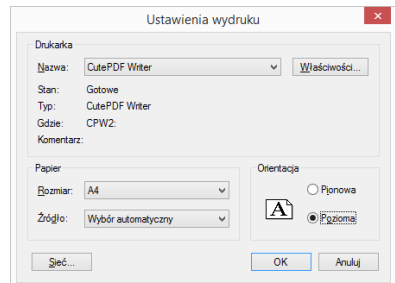 Ustawienia wydruku
×
Drukarka
Nazwa: CutePDF Writer Właściwości...
Stan: Gotowe
Typ: CutePDF Writer
Gdzie: CPW2:
Komentarz:
Papier
Rozmiar: A4
Źródło: Wybór automatyczny
Orientacja
A
Pionowa
Pozioma
Sieć... OK Anuluj